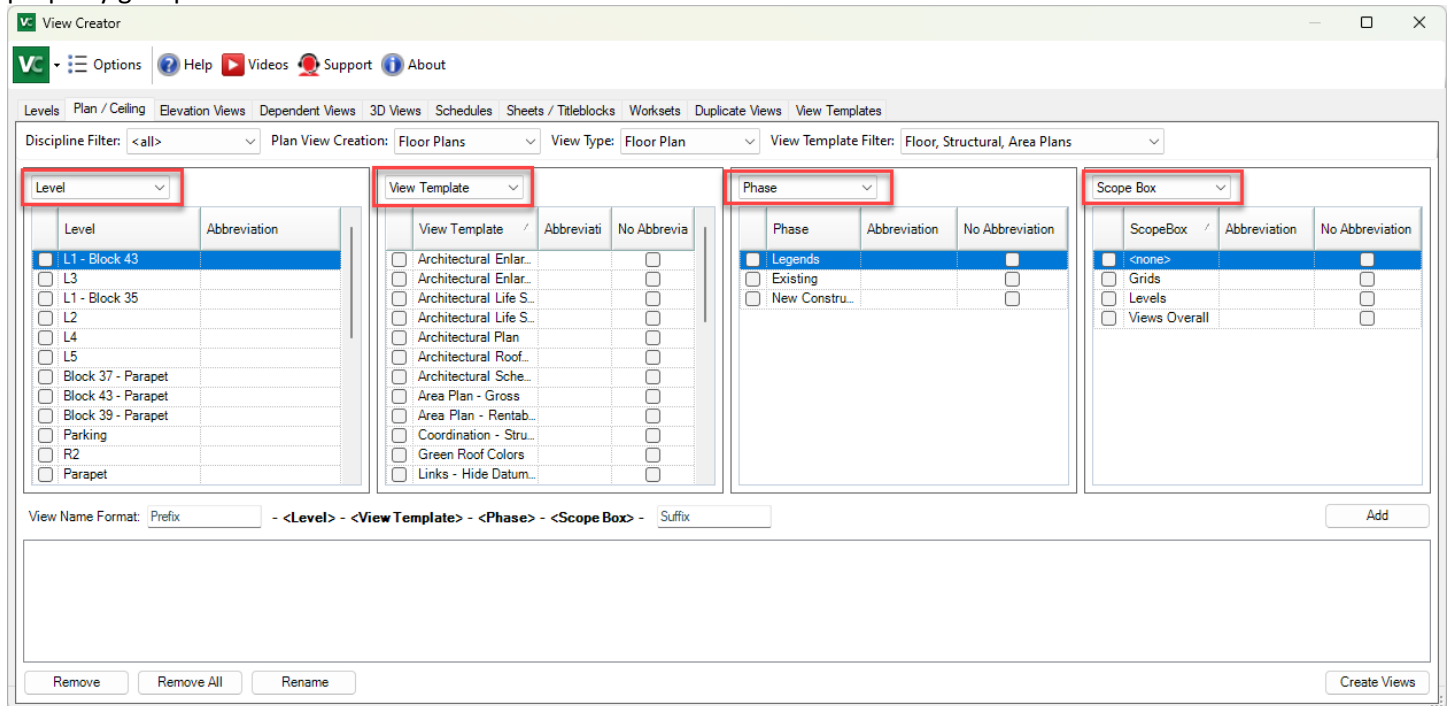 View Creator
Options Help Videos Support About
Levels Plan / Ceiling Elevation Views Dependent Views 3D Views Schedules Sheets / Titleblocks Worksets Duplicate Views View Templates
Discipline Filter: <all> Plan View Creation: Floor Plans View Type: Floor Plan View Template Filter: Floor, Structural, Area Plans
Level View Template Phase Scope Box
Level Abbreviation View Template Abbreviati No Abbrevia Phase Abbreviation No Abbreviation ScopeBox Abbreviation No Abbreviation
L1 - Block 43 Architectural Enlar... Legends <none>
L3 Architectural Enlar... Existing Grids
L1 - Block 35 Architectural Life S... New Constru... Levels
L2 Architectural Life S... Views Overall
L4 Architectural Plan
L5 Architectural Roof...
Block 37 - Parapet Architectural Sche...
Block 43 - Parapet Area Plan - Gross
Block 39 - Parapet Area Plan - Rentab...
Parking Coordination - Stru...
R2 Green Roof Colors
Parapet Links - Hide Datum...
View Name Format: Prefix - <Level> - <View Template> - <Phase> - <Scope Box> - Suffix Add
Remove Remove All Rename Create Views